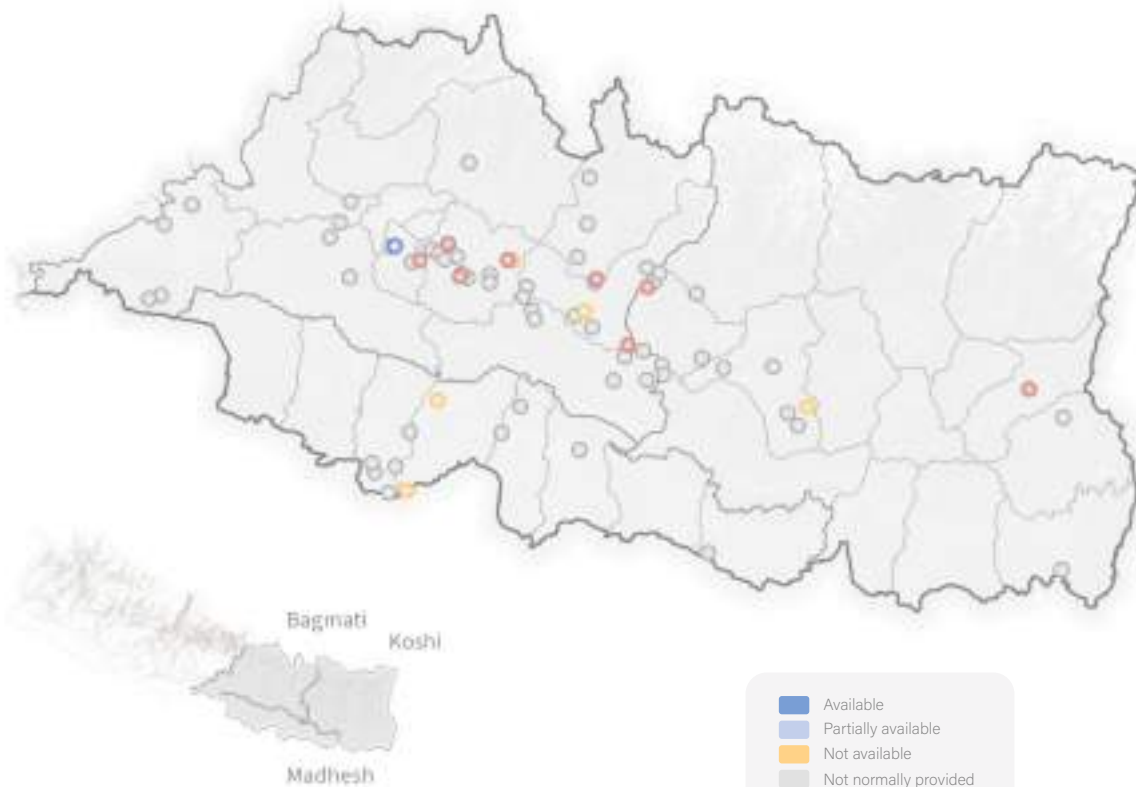 Bagmati
Koshi
Madhesh
Available
Partially available
Not available
Not normally provided